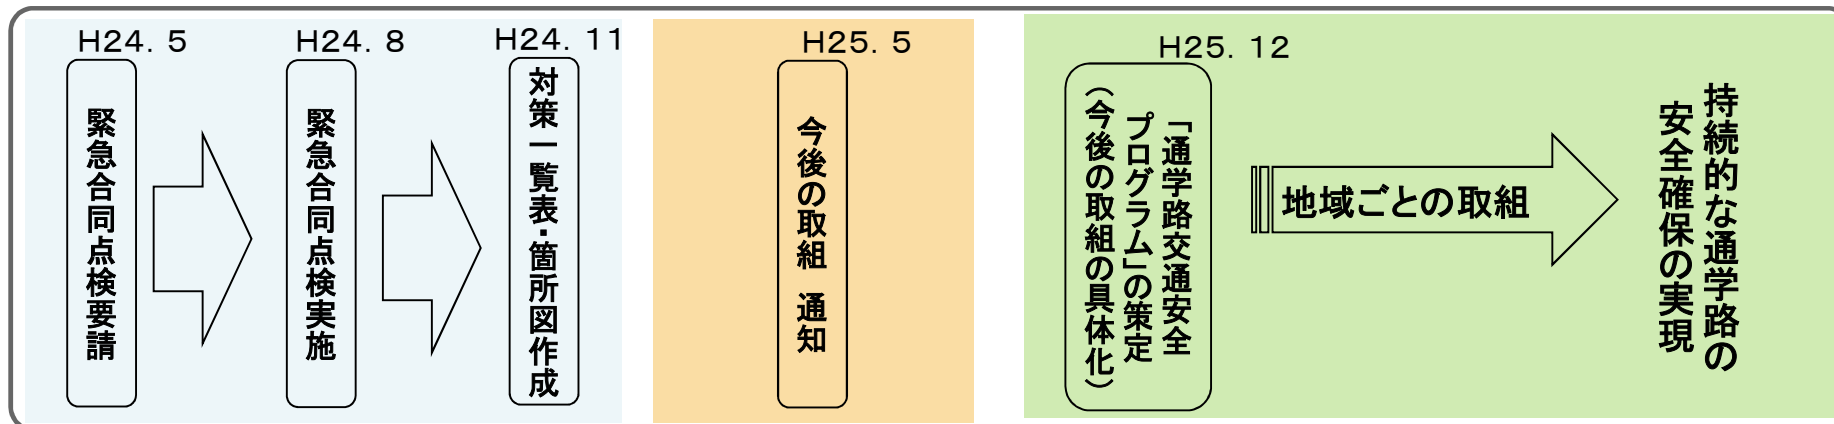 H24.5
緊急合同点検要請
H24.8
緊急合同点検実施
H24.11
対策一覧表・箇所図作成
H25.5
今後の取組 通知
H25.12
「通学路交通安全
プログラム」の策定
(今後の取組の具体化)
地域ごとの取組
持続的な通学路の
安全確保の実現